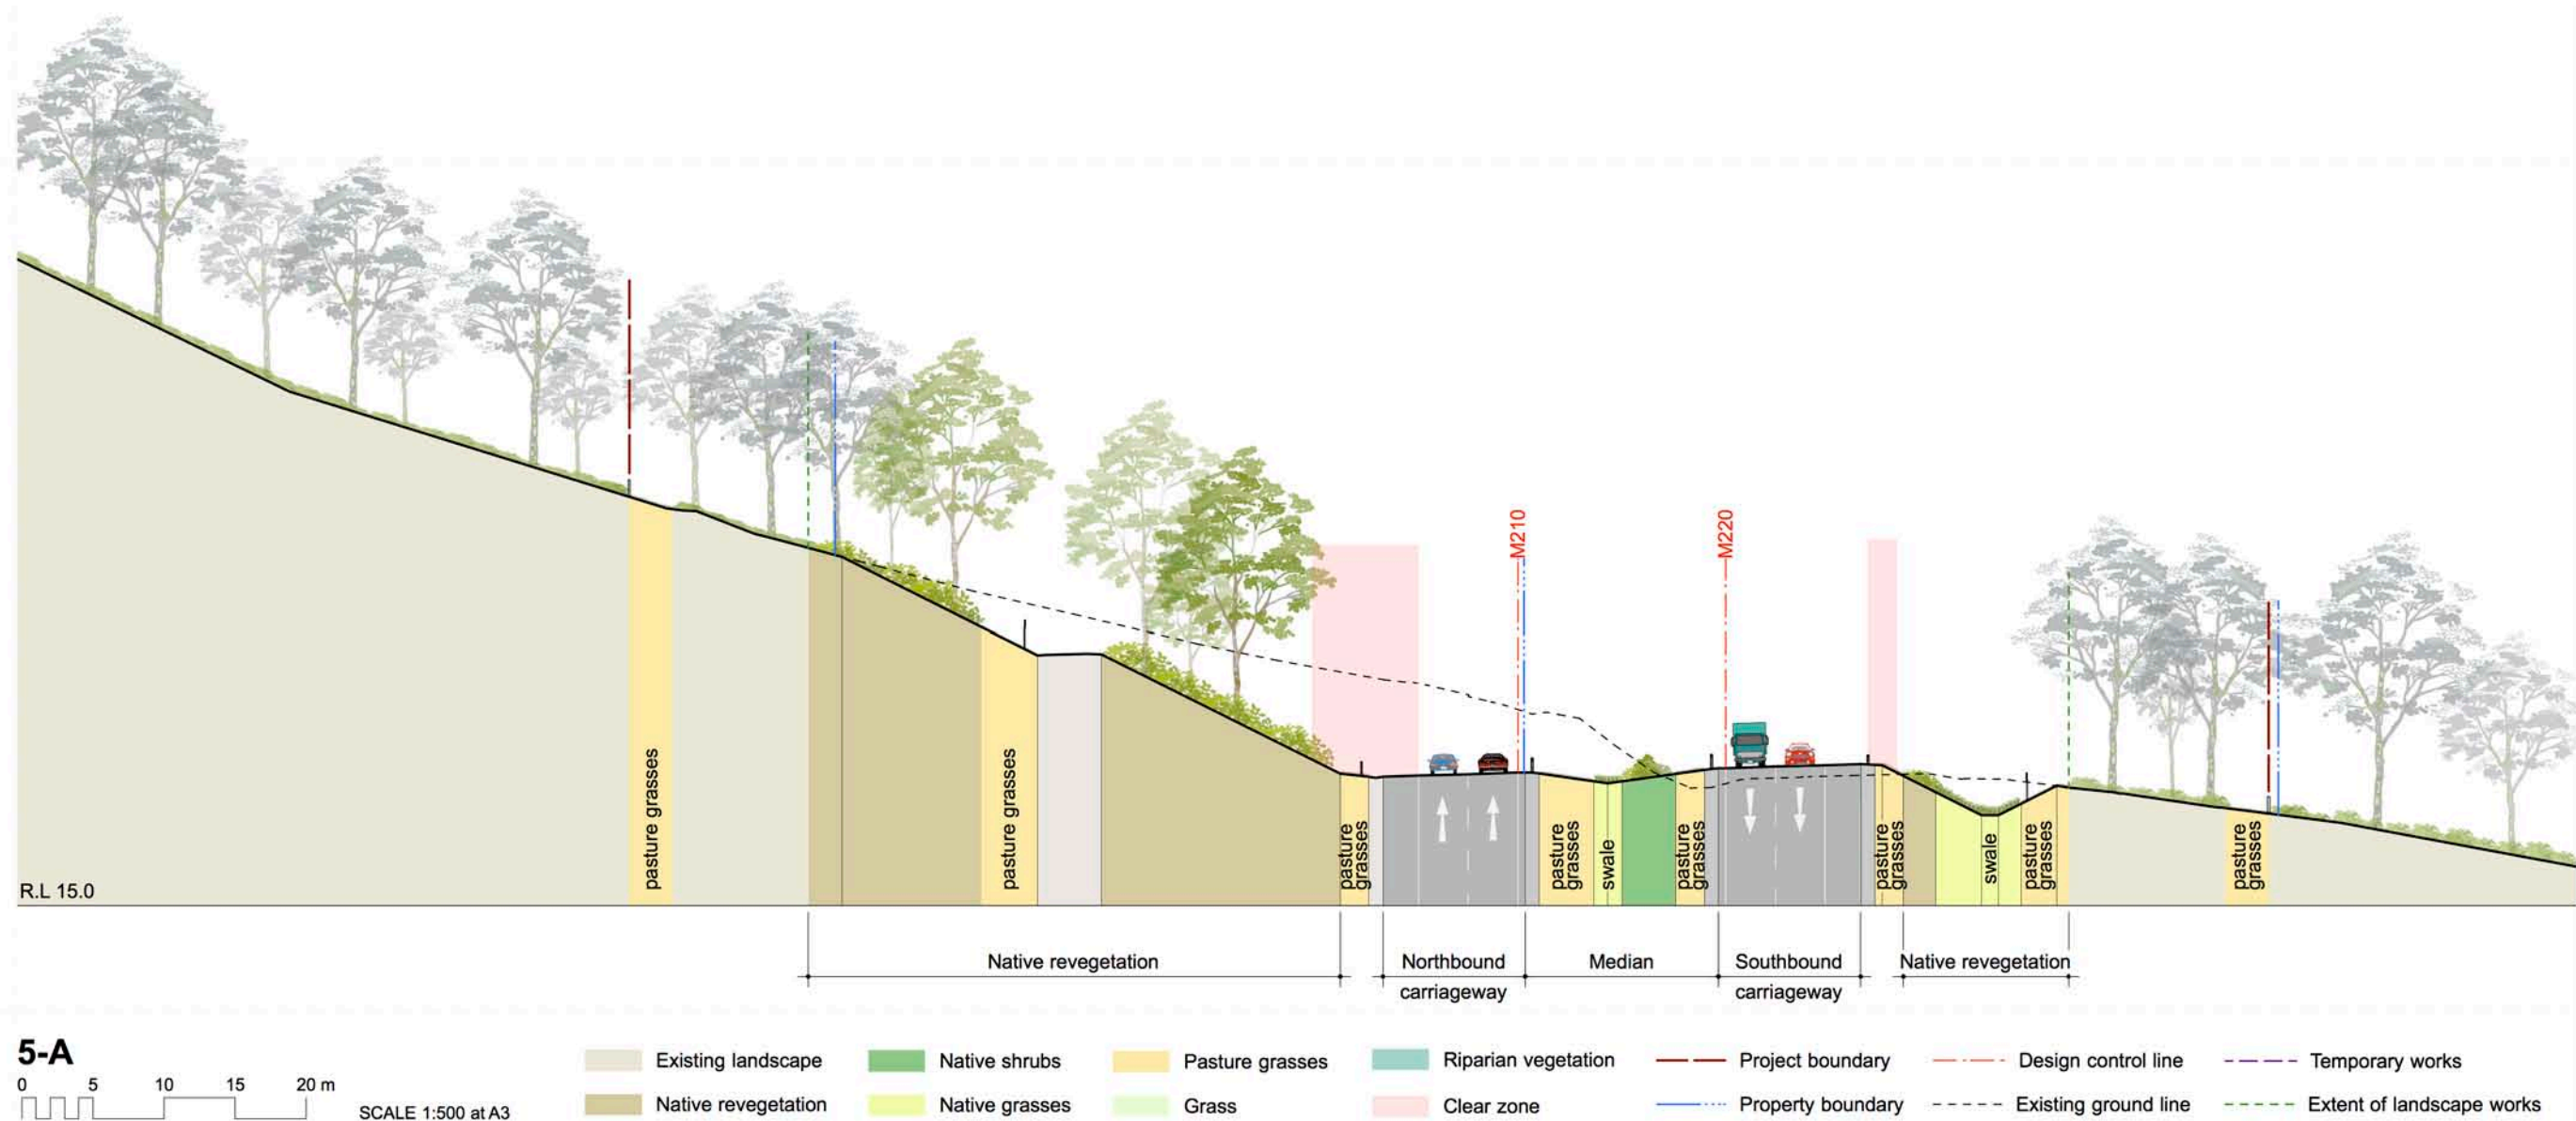 M210
M220
pasture grasses
pasture grasses
pasture
grasses
pasture
grasses
swale
pasture
grasses
pasture
grasses
swale
pasture
grasses
pasture
grasses
R.L 15.0
Native revegetation
Northbound
carriageway
Median
Southbound
carriageway
Native revegetation
5-A
0 5 10 15 20 m
SCALE 1:500 at A3
Existing landscape
Native shrubs
Pasture grasses
Riparian vegetation
Project boundary
Design control line
Temporary works
Native revegetation
Native grasses
Grass
Clear zone
Property boundary
Existing ground line
Extent of landscape works